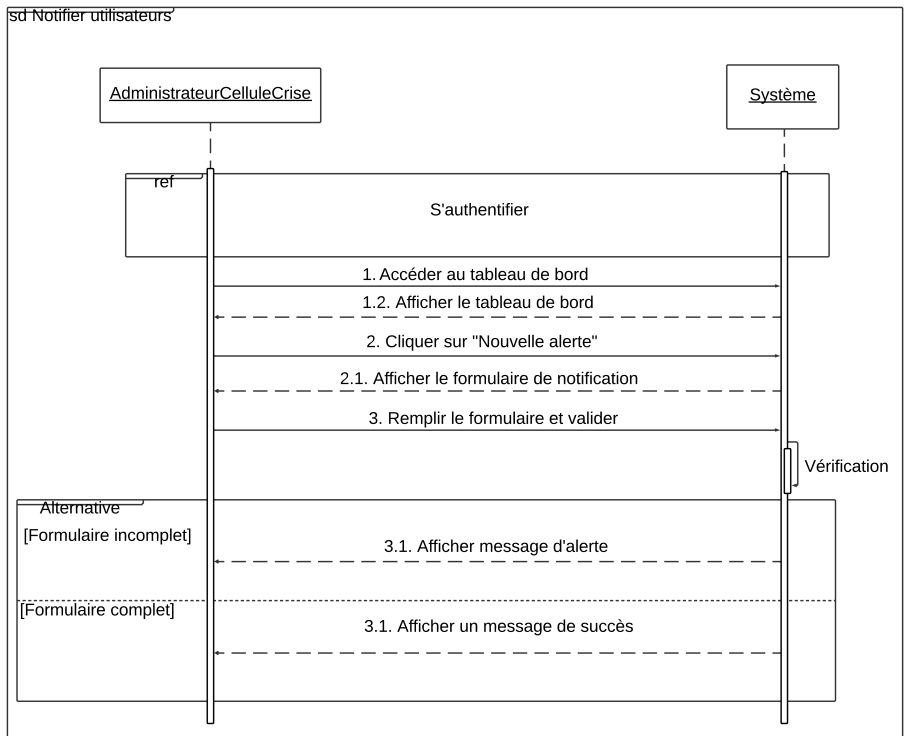 sd Notifier utilisateurs
AdministrateurCelluleCrise
Système
ref
S'authentifier
1. Accéder au tableau de bord
1.2. Afficher le tableau de bord
2. Cliquer sur "Nouvelle alerte"
2.1. Afficher le formulaire de notification
3. Remplir le formulaire et valider
Vérification
Alternative
[Formulaire incomplet]
3.1. Afficher message d'alerte
[Formulaire complet]
3.1. Afficher un message de succès